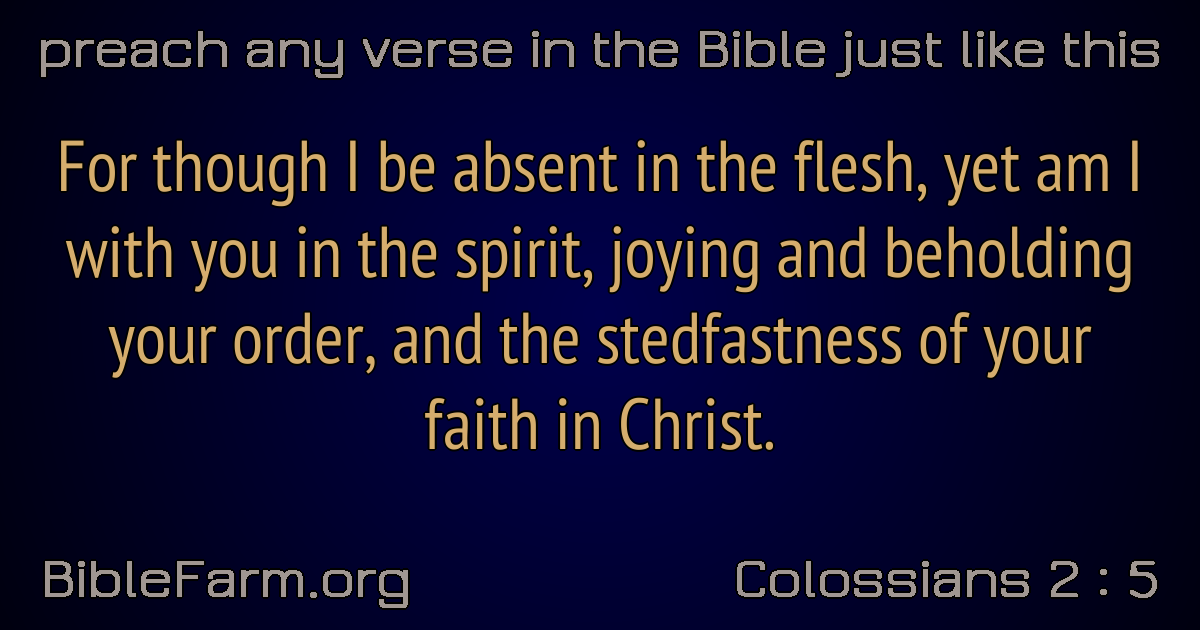 preach any verse in the Bible just like this
For though I be absent in the flesh, yet am I
with you in the spirit, joying and beholding
your order, and the stedfastness of your
faith in Christ.
BibleFarm.org
Colossians 2 : 5